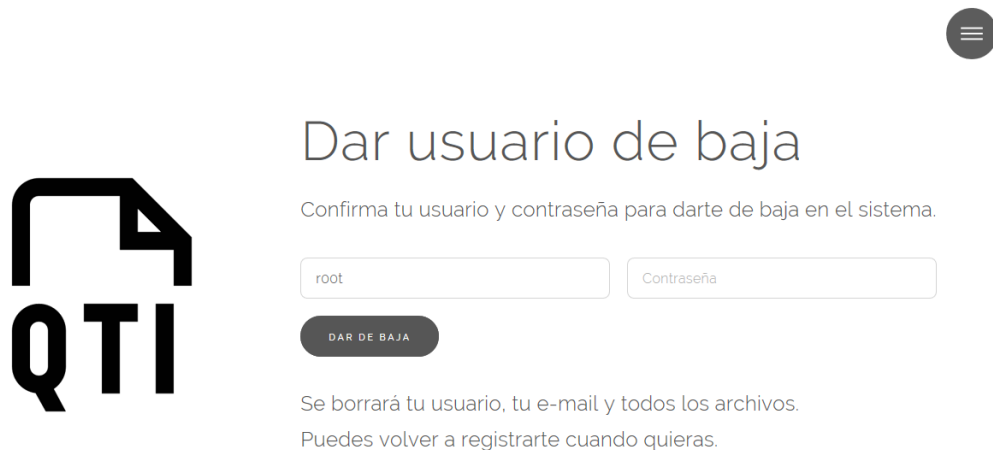 Dar usuario de baja
Confirma tu usuario y contraseña para darte de baja en el sistema.
root
Contraseña
DAR DE BAJA
Se borrará tu usuario, tu e-mail y todos los archivos.
Puedes volver a registrarte cuando quieras.
QTI